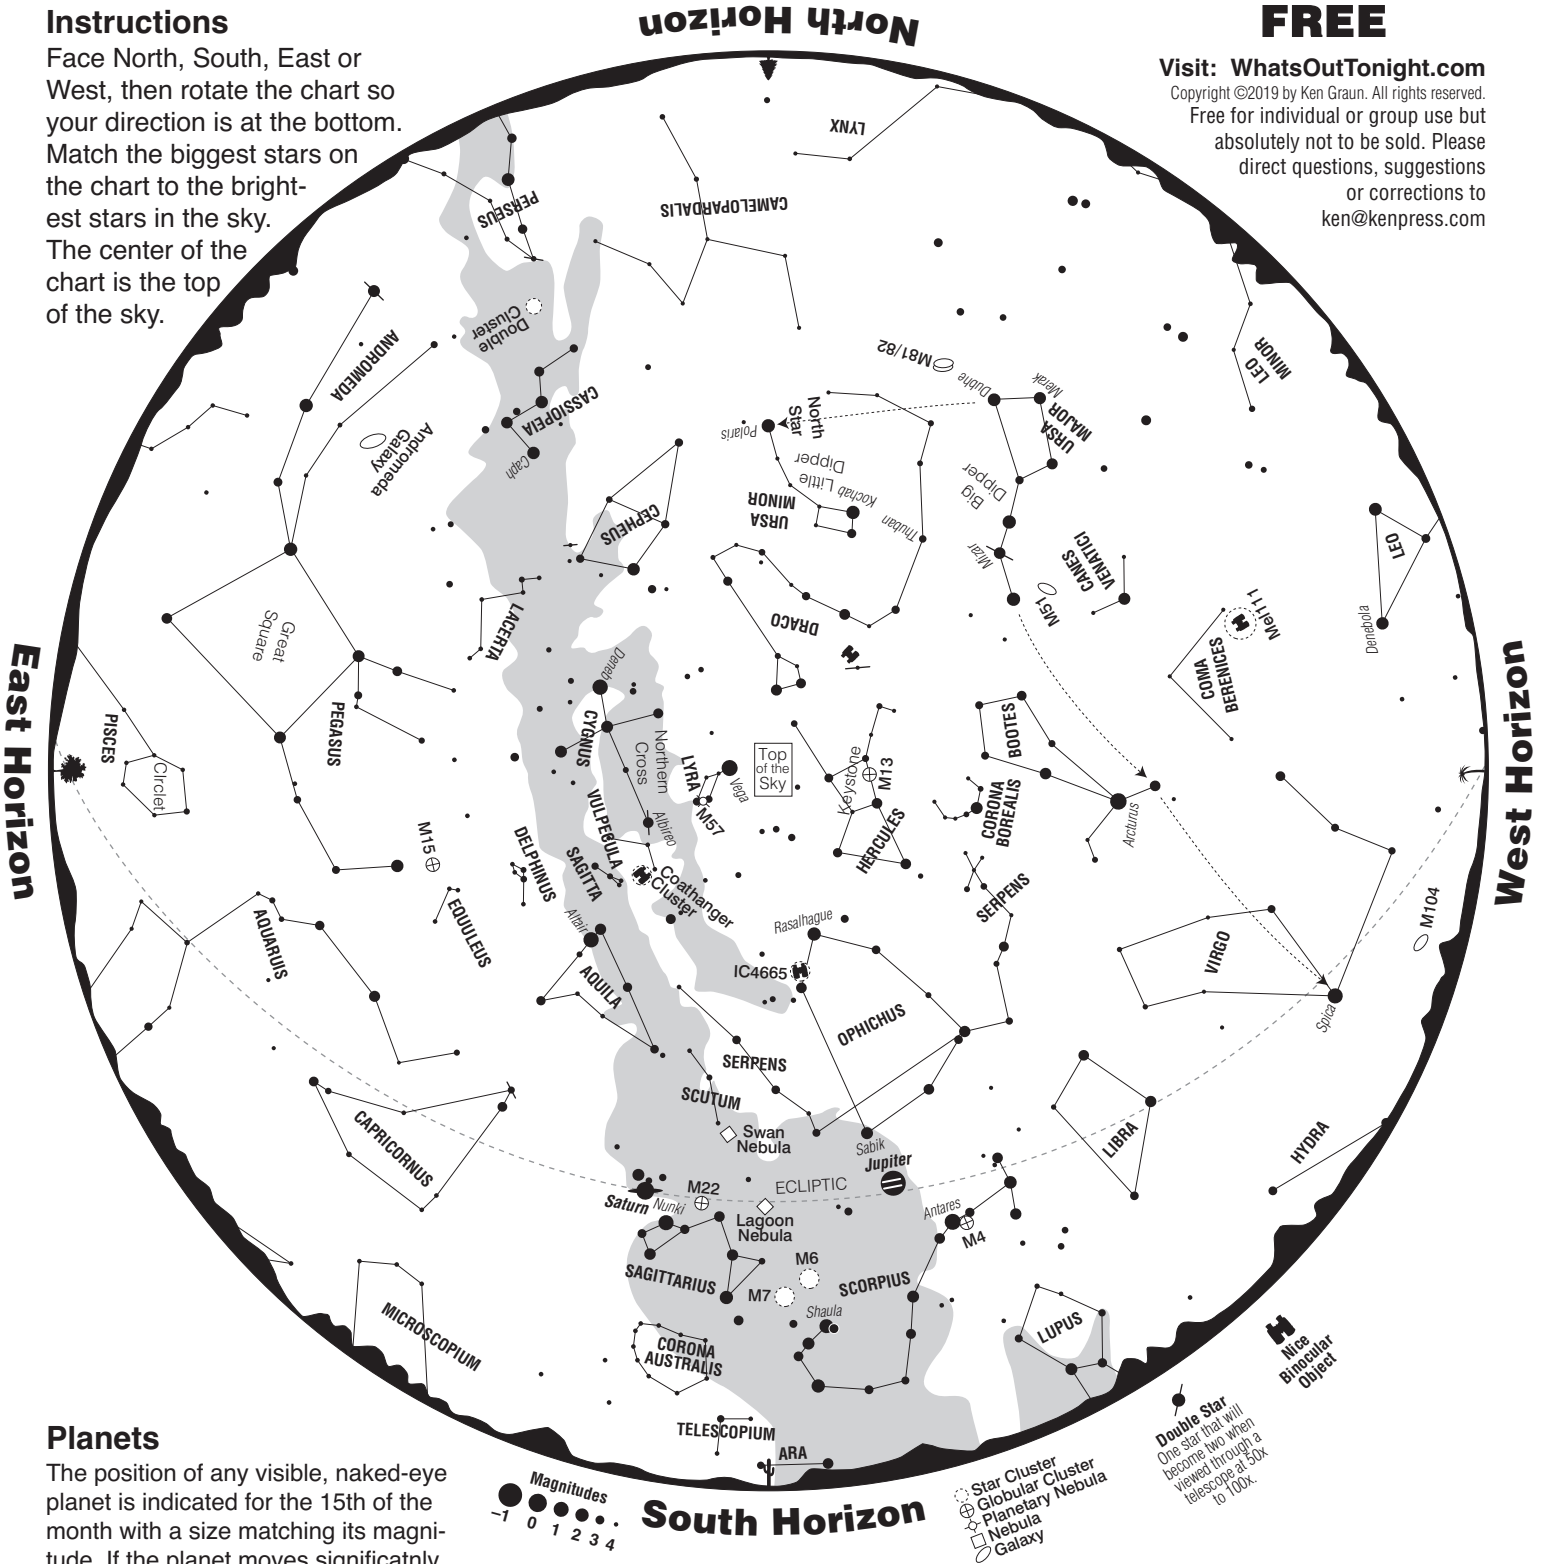 Instructions
Face North, South, East or
West, then rotate the chart so
your direction is at the bottom.
Match the biggest stars on
the chart to the bright-
est stars in the sky.
The center of the
chart is the top
of the sky.
North Horizon
FREE
Visit: WhatsOutTonight.com
Copyright ©2019 by Ken Graun. All rights reserved.
Free for individual or group use but
absolutely not to be sold. Please
direct questions, suggestions
or corrections to
ken@kenpress.com
LYNX
PERSEUS
CAMELOPARDALIS
Double
Cluster
ANDROMEDA
Andromeda
Galaxy
CASSIOPEIA
Caph
M81/82
Dubhe
Merak
URSA
MAJOR
LEO
MINOR
North
Star
Polaris
Little
Dipper
Kochab
URSA
MINOR
Thuban
Big
Dipper
Mizar
CEPHEUS
CANES
VENATICI
M51
LEO
Denebola
Mel111
COMA
BERENICES
LACERTA
DRACO
Great
Square
PEGASUS
PISCES
Circlet
East Horizon
West Horizon
Deneb
CYGNUS
Northern
Cross
LYRA
Vega
M57
Top
of the
Sky
Keystone
M13
HERCULES
BOOTES
CORONA
BOREALIS
Arcturus
SERPENS
VULPECULA
Albireo
Coathanger
Cluster
SAGITTA
DELPHINUS
M15
EQUULEUS
AQUARUIS
Altair
AQUILA
Rasalhague
IC4665
OPHICHUS
VIRGO
M104
Spica
SERPENS
SCUTUM
CAPRICORNUS
Swan
Nebula
Sabik
Jupiter
LIBRA
HYDRA
ECLIPTIC
Saturn
Nunki
M22
Lagoon
Nebula
Antares
M4
SAGITTARIUS
M6
M7
SCORPIUS
Shaula
LUPUS
MICROSCOPIUM
CORONA
AUSTRALIS
TELESCOPIUM
ARA
South Horizon
Nice
Binocular
Object
Double Star
One star that will
become two when
viewed through a
telescope at 50x
to 100x.
Star Cluster
Globular Cluster
Planetary Nebula
Nebula
Galaxy
Magnitudes
–1 0 1 2 3 4
Planets
The position of any visible, naked-eye
planet is indicated for the 15th of the
month with a size matching its magni-
tude. If the planet moves significatnly